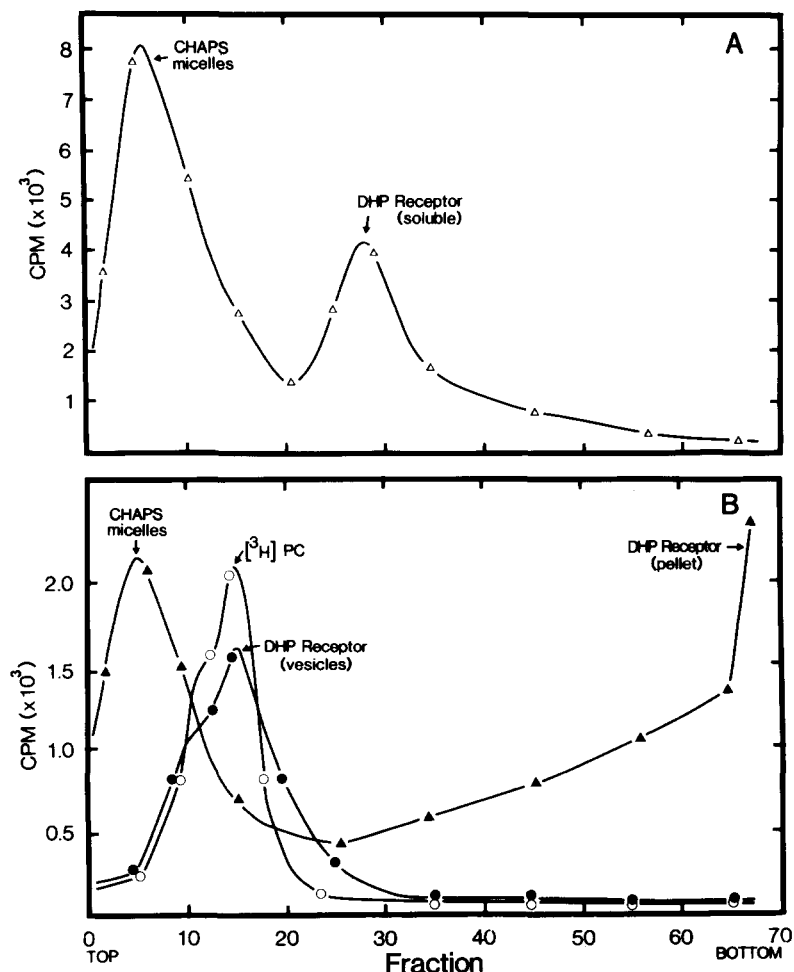 A
CHAPS
micelles
DHP Receptor
(soluble)
CPM (x10³)
8
7
6
5
4
3
2
1
B
CHAPS
micelles
[³H] PC
DHP Receptor
(vesicles)
DHP Receptor
(pellet)
CPM (x10³)
2.0
1.5
1.0
0.5
0 10 20 30 40 50 60 70
TOP Fraction BOTTOM